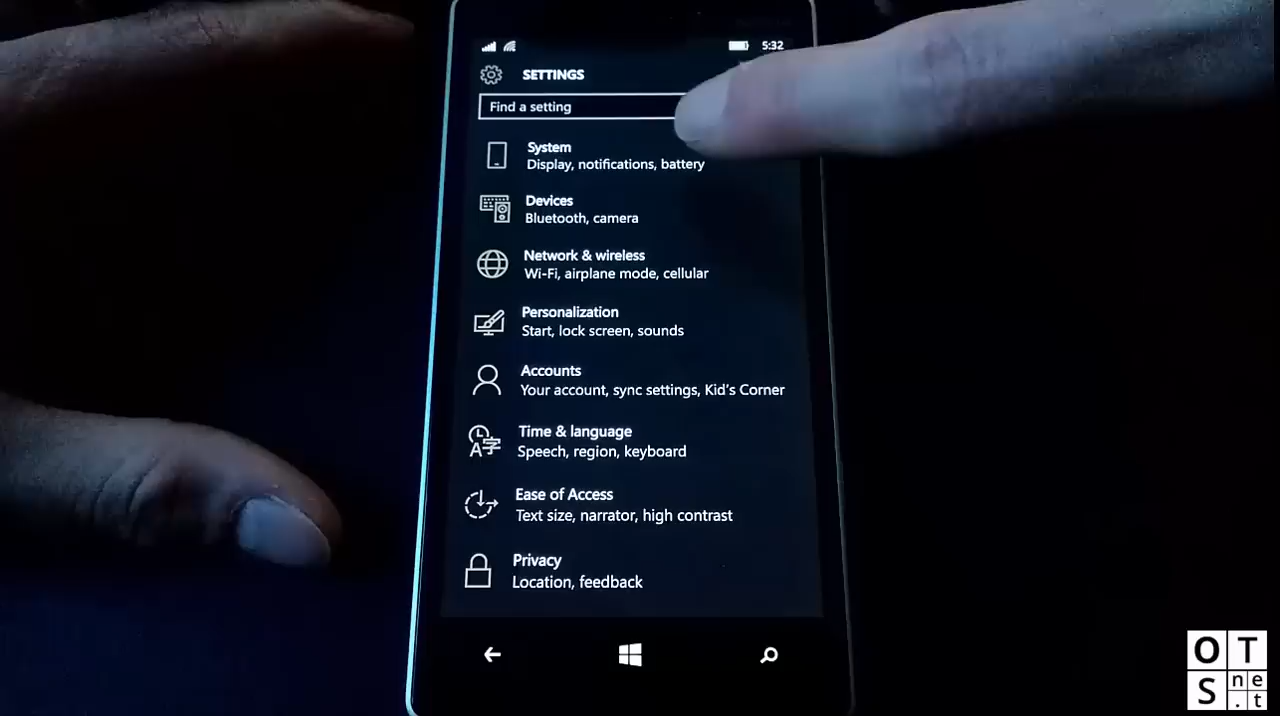 5:32
SETTINGS
Find a setting
System
Display, notifications, battery
Devices
Bluetooth, camera
Network & wireless
Wi-Fi, airplane mode, cellular
Personalization
Start, lock screen, sounds
Accounts
Your account, sync settings, Kid's Corner
Time & language
Speech, region, keyboard
Ease of Access
Text size, narrator, high contrast
Privacy
Location, feedback
OT
S ne.t